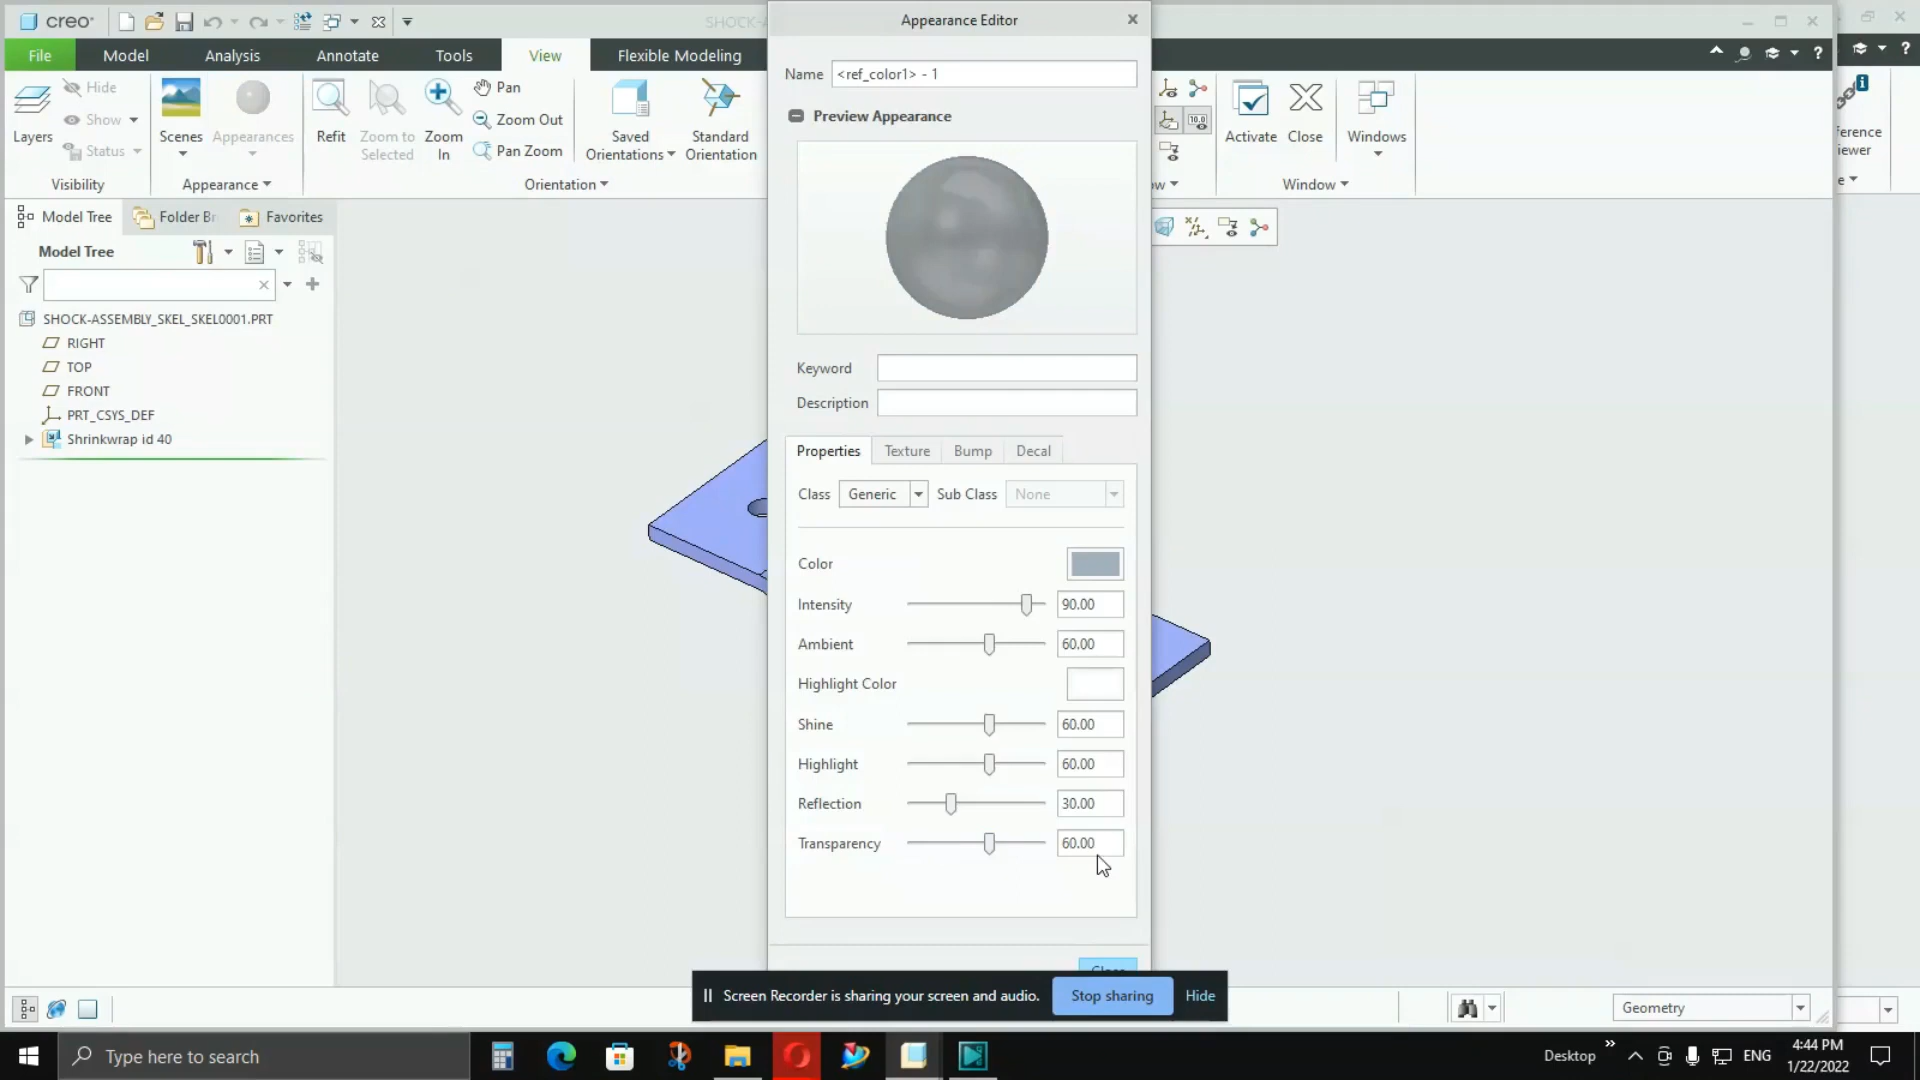 creo
SHOCK-A
Appearance Editor
File
Model
Analysis
Annotate
Tools
View
Flexible Modeling
Hide
Show
Status
Layers
Visibility
Scenes
Appearances
Appearance
Refit
Zoom to
Selected
Zoom
In
Pan
Zoom Out
Pan Zoom
Orientation
Saved
Orientations
Standard
Orientation
Name
<ref_color1> - 1
Preview Appearance
10.0
ow
Activate
Close
Windows
Window
ference
iewer
e
Model Tree
Folder Br
Favorites
Model Tree
SHOCK-ASSEMBLY_SKEL_SKEL0001.PRT
RIGHT
TOP
FRONT
PRT_CSYS_DEF
Shrinkwrap id 40
Keyword
Description
Properties
Texture
Bump
Decal
Class
Generic
Sub Class
None
Color
Intensity
90.00
Ambient
60.00
Highlight Color
Shine
60.00
Highlight
60.00
Reflection
30.00
Transparency
60.00
Close
Screen Recorder is sharing your screen and audio.
Stop sharing
Hide
Geometry
Type here to search
Desktop
ENG
4:44 PM
1/22/2022